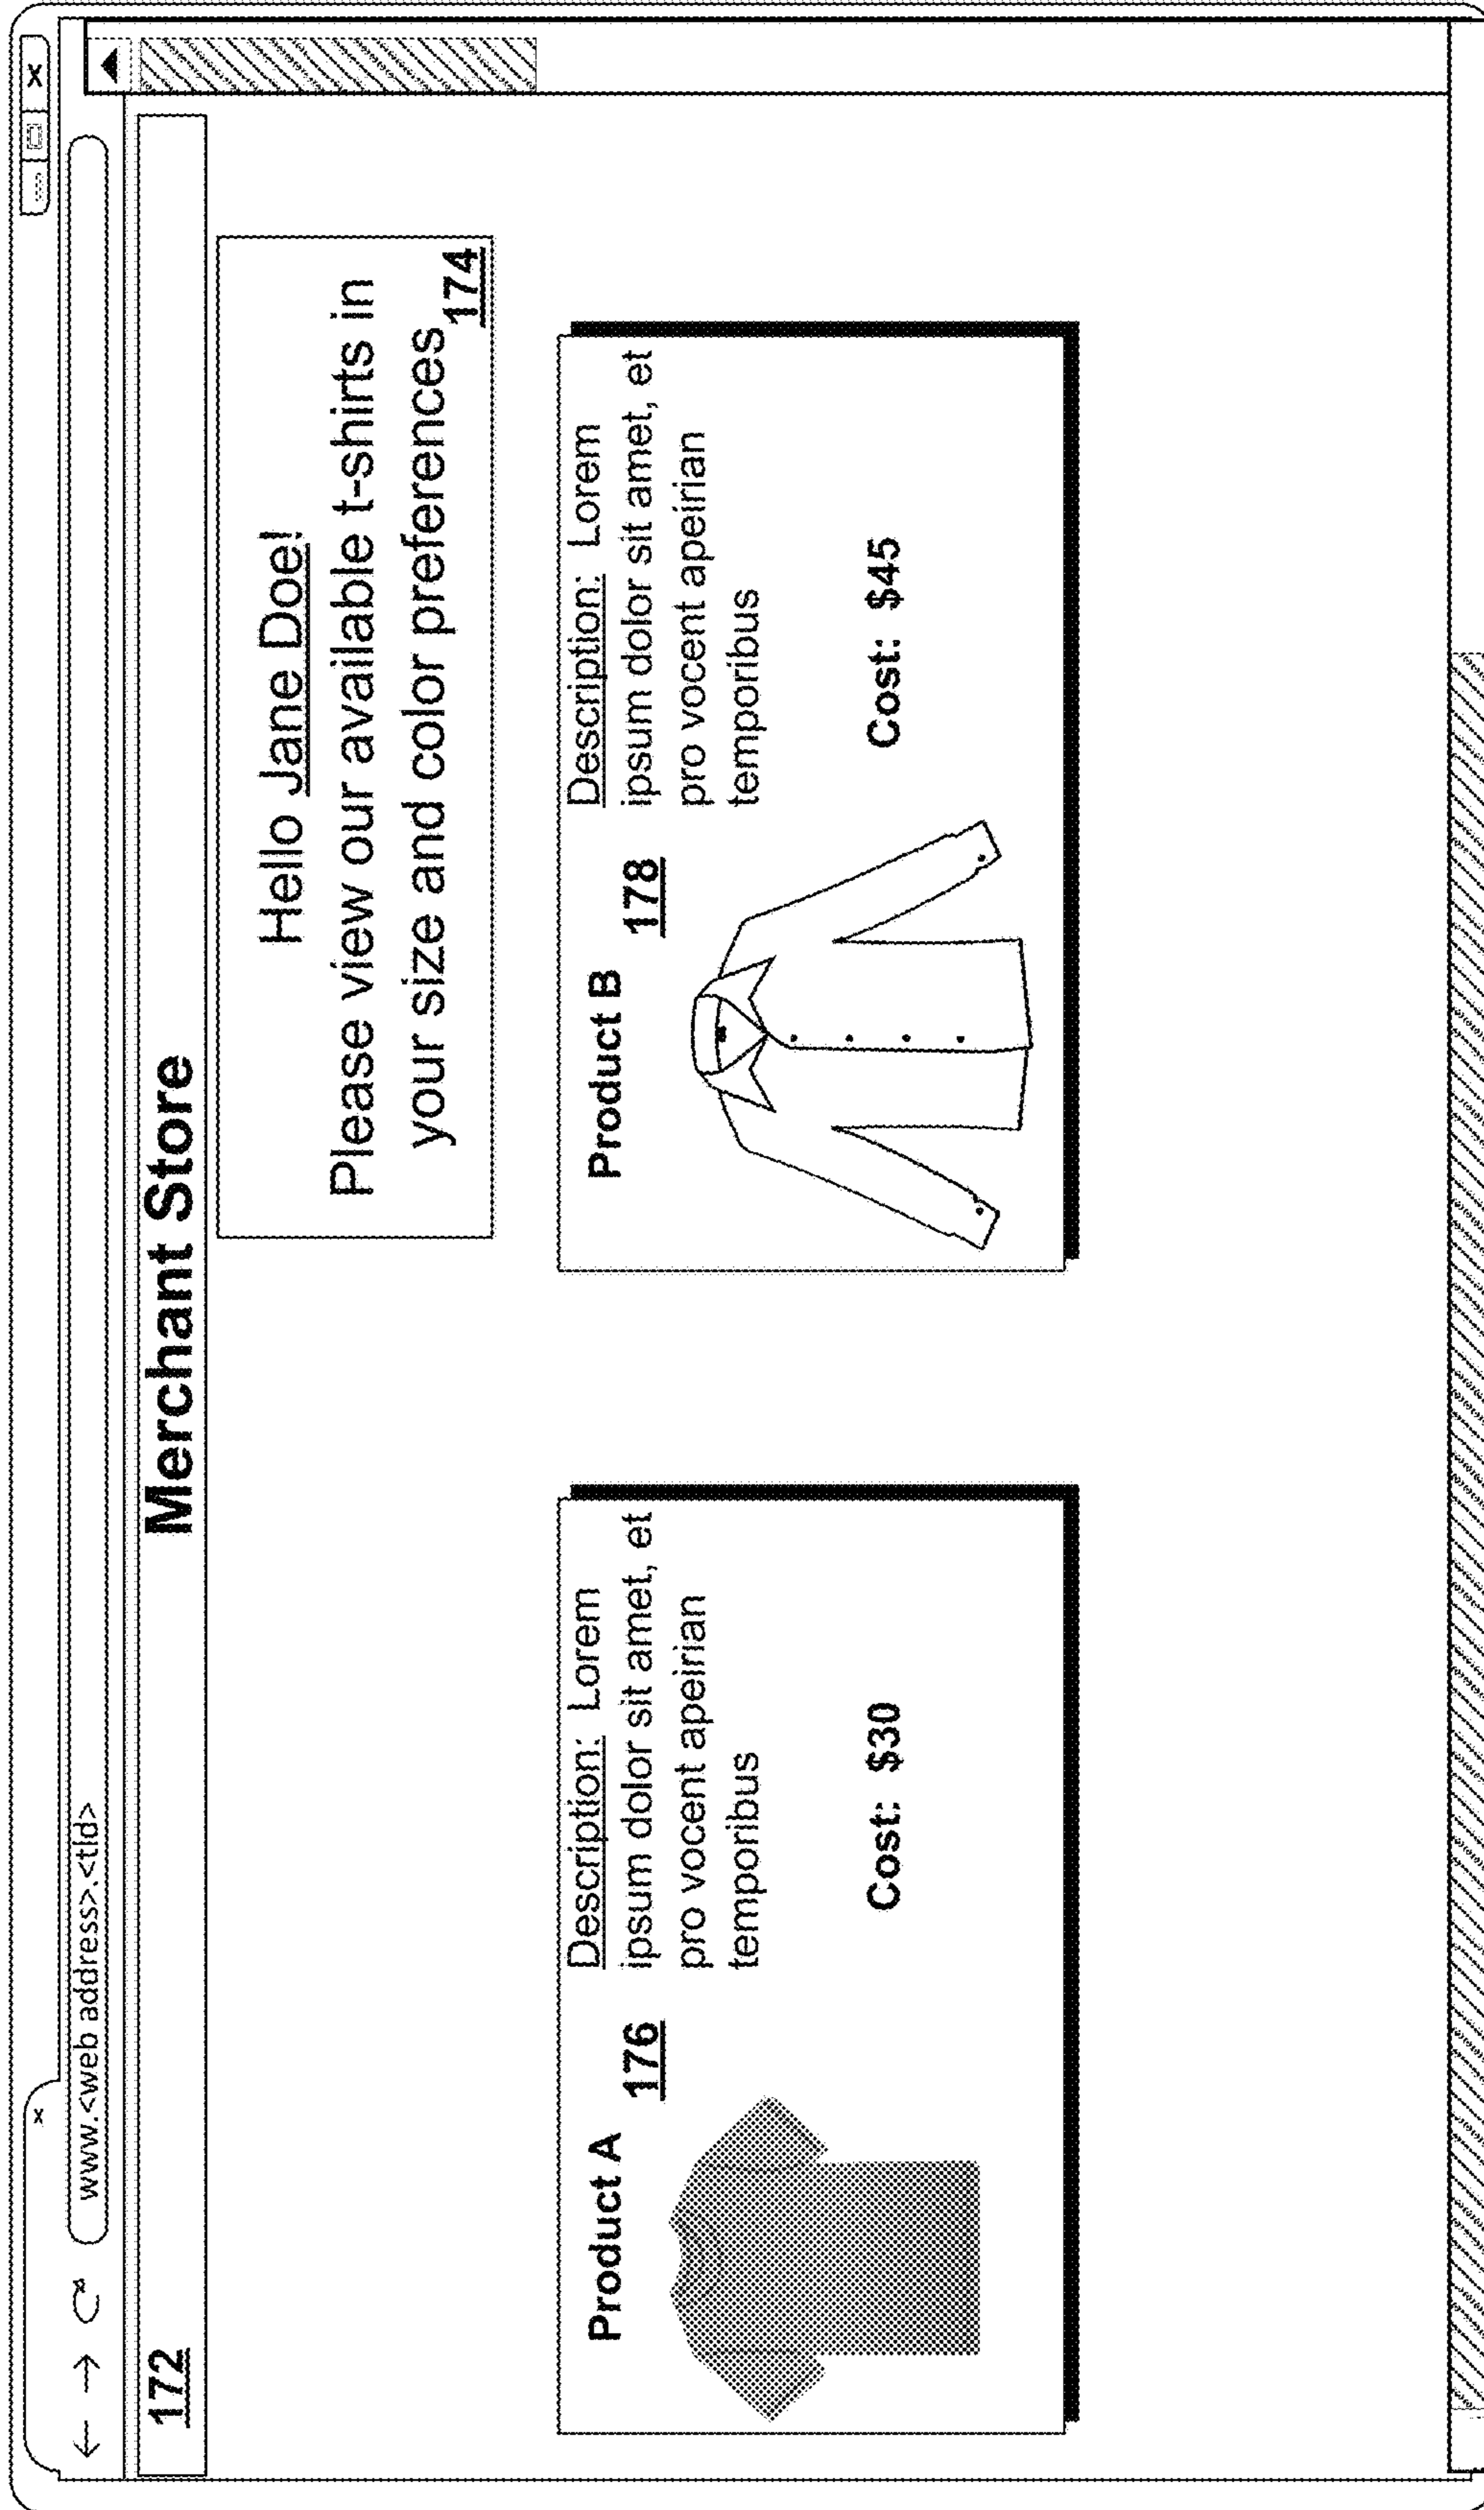 x
www.<web address>.<tld>
172
Merchant Store
Hello Jane Doe!
Please view our available t-shirts in
your size and color preferences
174
Product A
176
Description: Lorem
ipsum dolor sit amet, et
pro vocent apeirian
temporibus
Cost: $30
Product B
178
Description: Lorem
ipsum dolor sit amet, et
pro vocent apeirian
temporibus
Cost: $45